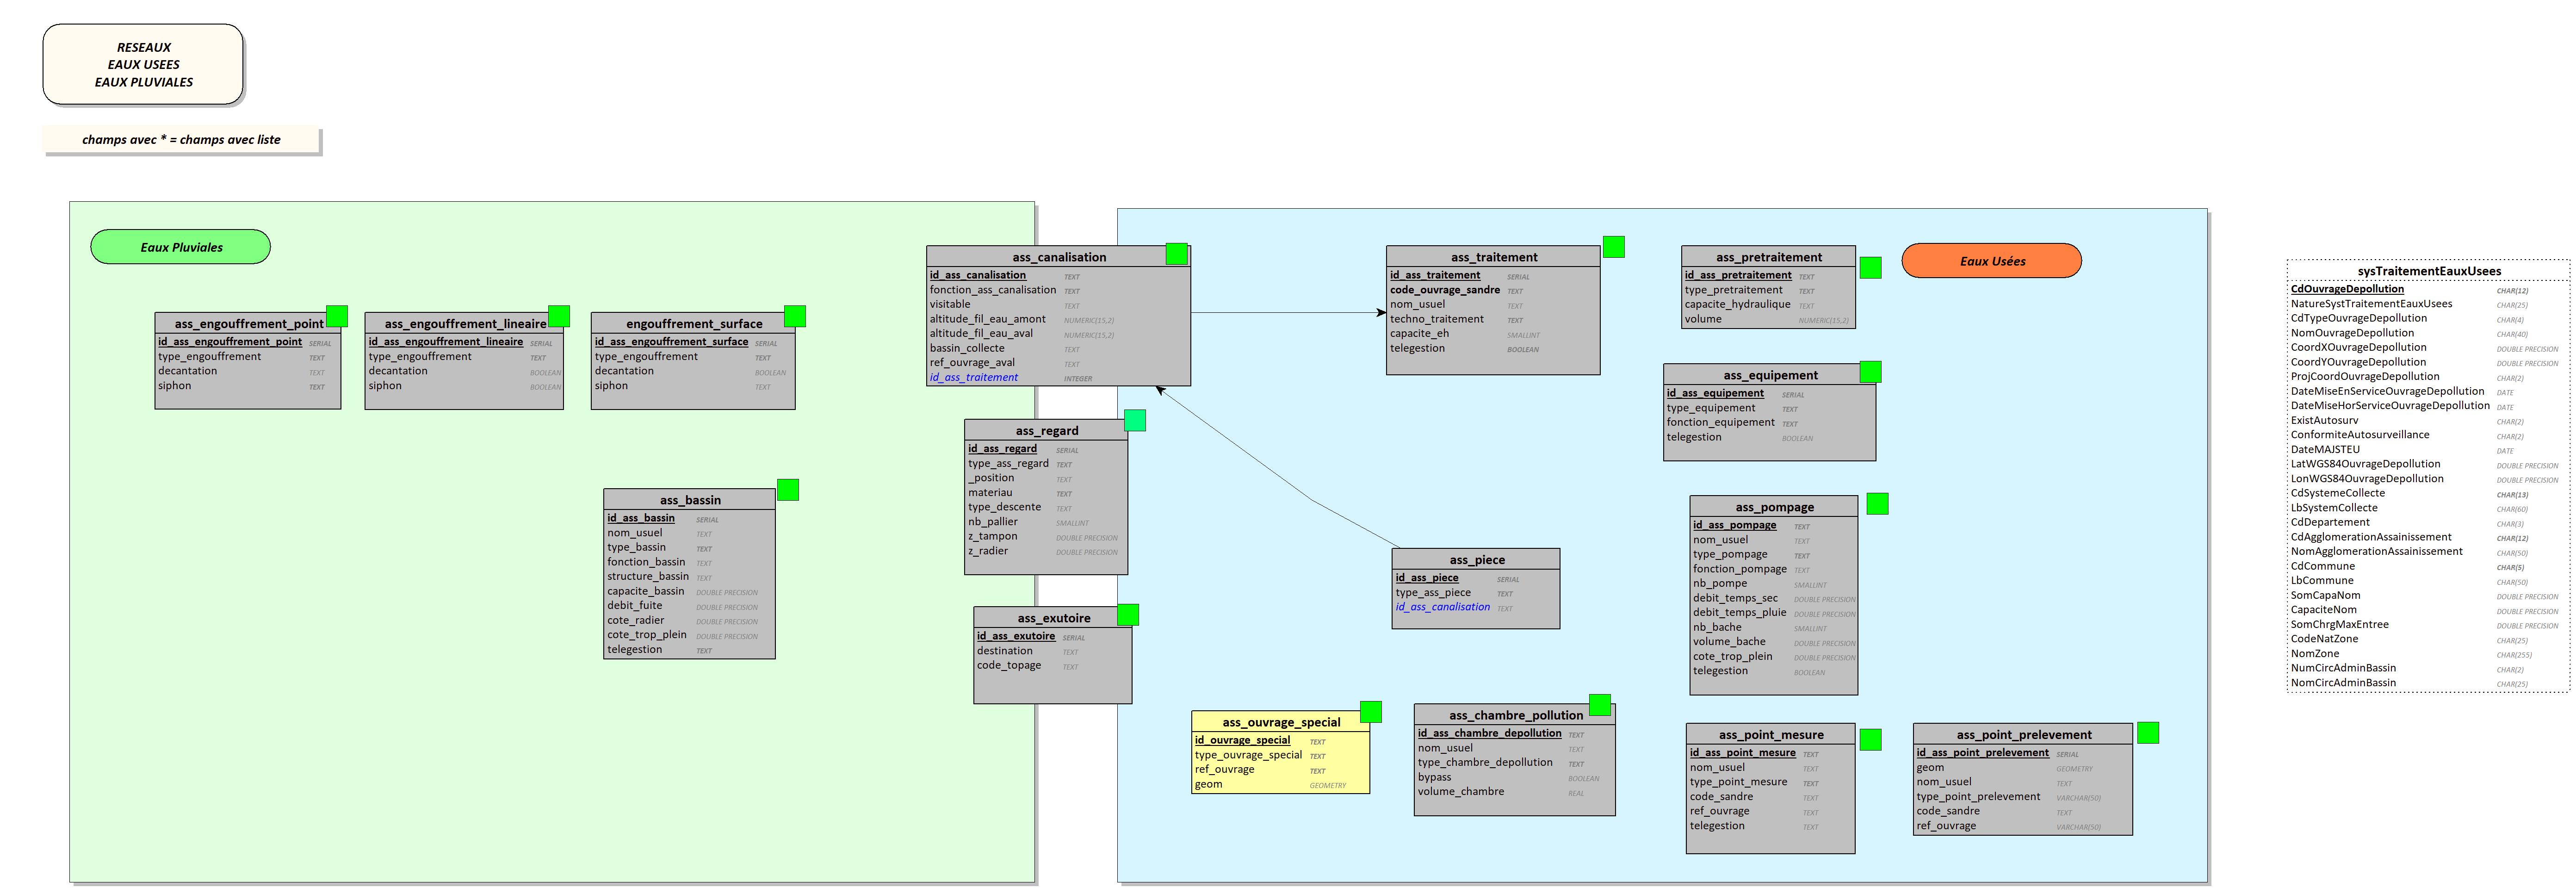 RESEAUX
EAUX USEES
EAUX PLUVIALES
champs avec * = champs avec liste
Eaux Pluviales
ass_engouffrement_point
id_ass_engouffrement_point SERIAL
type_engouffrement TEXT
decantation TEXT
siphon TEXT
ass_engouffrement_lineaire
id_ass_engouffrement_lineaire SERIAL
type_engouffrement TEXT
decantation BOOLEAN
siphon BOOLEAN
engouffrement_surface
id_ass_engouffrement_surface SERIAL
type_engouffrement TEXT
decantation BOOLEAN
siphon TEXT
ass_bassin
id_ass_bassin SERIAL
nom_usuel TEXT
type_bassin TEXT
fonction_bassin TEXT
structure_bassin TEXT
capacite_bassin DOUBLE PRECISION
debit_fuite DOUBLE PRECISION
cote_radier DOUBLE PRECISION
cote_trop_plein DOUBLE PRECISION
telegestion TEXT
ass_canalisation
id_ass_canalisation TEXT
fonction_ass_canalisation TEXT
visitable TEXT
altitude_fil_eau_amont NUMERIC(15,2)
altitude_fil_eau_aval NUMERIC(15,2)
bassin_collecte TEXT
ref_ouvrage_aval TEXT
id_ass_traitement INTEGER
ass_regard
id_ass_regard SERIAL
type_ass_regard TEXT
_position TEXT
materiau TEXT
type_descente TEXT
nb_pallier SMALLINT
z_tampon DOUBLE PRECISION
z_radier DOUBLE PRECISION
ass_exutoire
id_ass_exutoire SERIAL
destination TEXT
code_topage TEXT
ass_traitement
id_ass_traitement SERIAL
code_ouvrage_sandre TEXT
nom_usuel TEXT
techno_traitement TEXT
capacite_eh SMALLINT
telegestion BOOLEAN
ass_pretraitement
id_ass_pretraitement TEXT
type_pretraitement TEXT
capacite_hydraulique TEXT
volume NUMERIC(15,2)
Eaux Usées
ass_equipement
id_ass_equipement SERIAL
type_equipement TEXT
fonction_equipement TEXT
telegestion BOOLEAN
ass_piece
id_ass_piece SERIAL
type_ass_piece TEXT
id_ass_canalisation TEXT
ass_pompage
id_ass_pompage TEXT
nom_usuel TEXT
type_pompage TEXT
fonction_pompage TEXT
nb_pompe SMALLINT
debit_temps_sec DOUBLE PRECISION
debit_temps_pluie DOUBLE PRECISION
nb_bache SMALLINT
volume_bache DOUBLE PRECISION
cote_trop_plein DOUBLE PRECISION
telegestion BOOLEAN
ass_ouvrage_special
id_ouvrage_special TEXT
type_ouvrage_special TEXT
ref_ouvrage TEXT
geom GEOMETRY
ass_chambre_pollution
id_ass_chambre_depollution TEXT
nom_usuel TEXT
type_chambre_depollution TEXT
bypass BOOLEAN
volume_chambre REAL
ass_point_mesure
id_ass_point_mesure TEXT
nom_usuel TEXT
type_point_mesure TEXT
code_sandre TEXT
ref_ouvrage TEXT
telegestion TEXT
ass_point_prelevement
id_ass_point_prelevement SERIAL
geom GEOMETRY
nom_usuel TEXT
type_point_prelevement VARCHAR(50)
code_sandre TEXT
ref_ouvrage VARCHAR(50)
sysTraitementEauxUsees
CdOuvrageDepollution CHAR(12)
NatureSystTraitementEauxUsees CHAR(25)
CdTypeOuvrageDepollution CHAR(4)
NomOuvrageDepollution CHAR(40)
CoordXOuvrageDepollution DOUBLE PRECISION
CoordYOuvrageDepollution DOUBLE PRECISION
ProjCoordOuvrageDepollution CHAR(2)
DateMiseEnServiceOuvrageDepollution DATE
DateMiseHorServiceOuvrageDepollution DATE
ExistAutosurv CHAR(2)
ConformiteAutosurveillance CHAR(2)
DateMAJSTEU DATE
LatWGS84OuvrageDepollution DOUBLE PRECISION
LonWGS84OuvrageDepollution DOUBLE PRECISION
CdSystemeCollecte CHAR(13)
LbSystemCollecte CHAR(60)
CdDepartement CHAR(3)
CdAgglomerationAssainissement CHAR(12)
NomAgglomerationAssainissement CHAR(50)
CdCommune CHAR(5)
LbCommune CHAR(50)
SomCapaNom DOUBLE PRECISION
CapaciteNom DOUBLE PRECISION
SomChrgMaxEntree DOUBLE PRECISION
CodeNatZone CHAR(25)
NomZone CHAR(255)
NumCircAdminBassin CHAR(2)
NomCircAdminBassin CHAR(25)